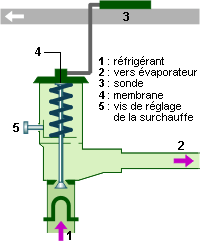 3
4
1 : réfrigérant
2 : vers évaporateur
3 : sonde
4 : membrane
5 : vis de réglage
de la surchauffe
5
2
1